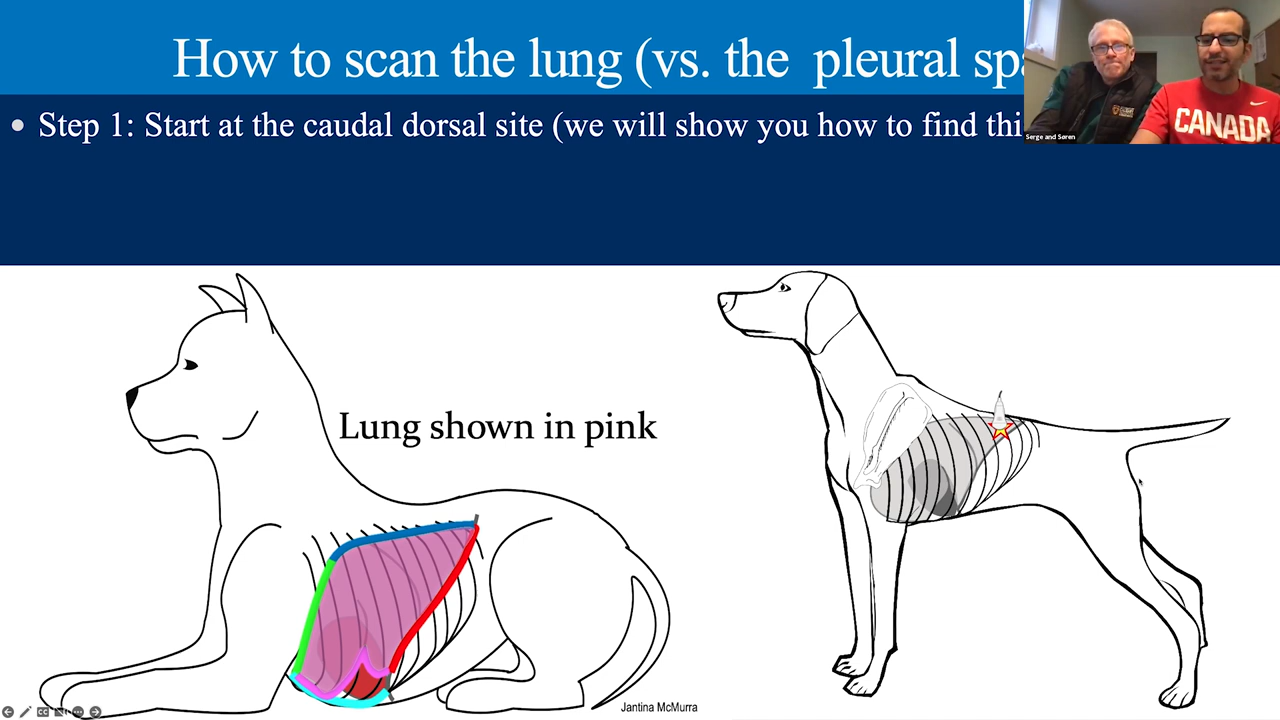 How to scan the lung (vs. the pleural spa
• Step 1: Start at the caudal dorsal site (we will show you how to find thi
Serge and Søren
CANADA
Lung shown in pink
Jantina McMurra